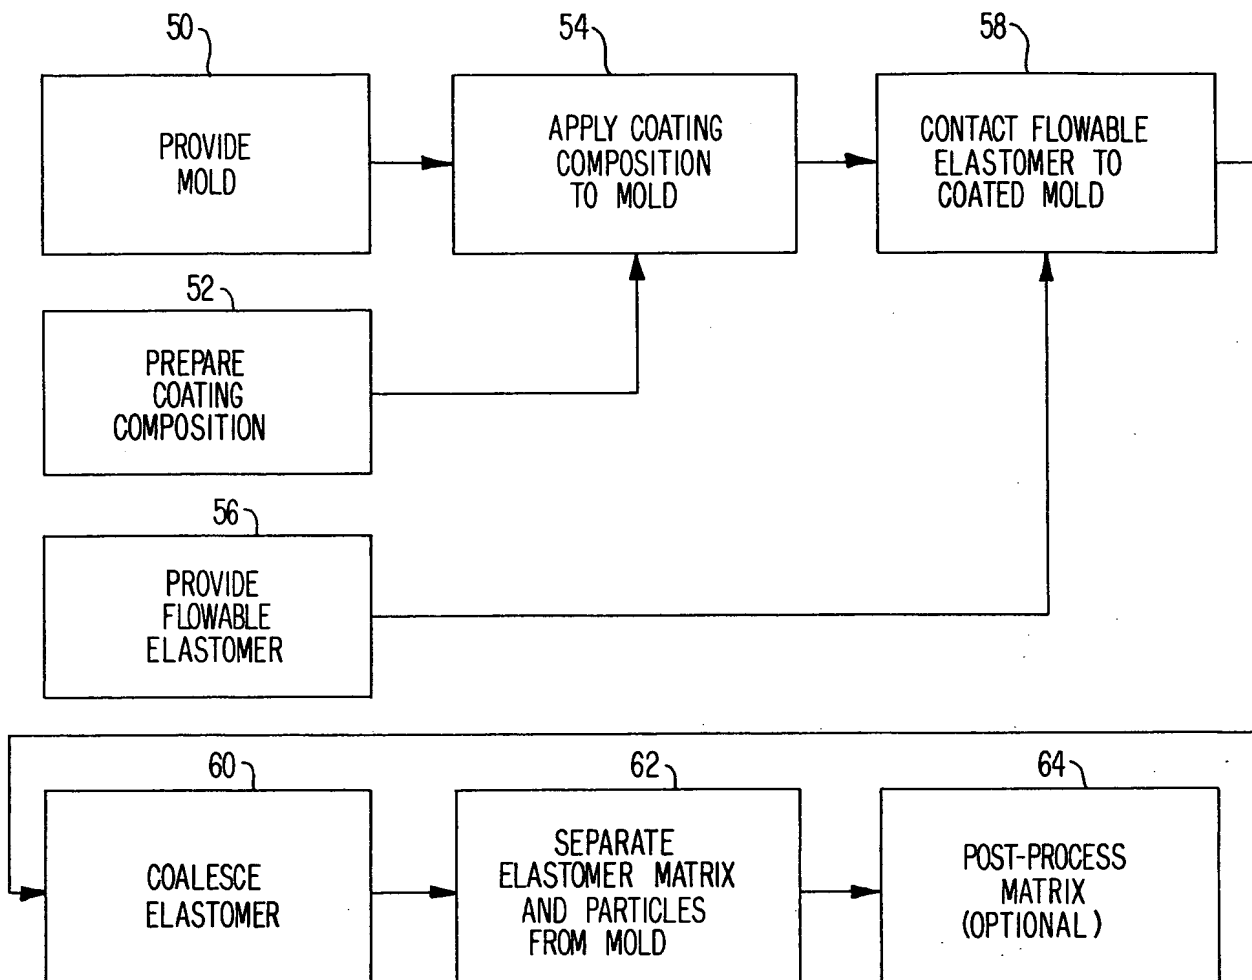 50
PROVIDE
MOLD
54
APPLY COATING
COMPOSITION
TO MOLD
58
CONTACT FLOWABLE
ELASTOMER TO
COATED MOLD
52
PREPARE
COATING
COMPOSITION
56
PROVIDE
FLOWABLE
ELASTOMER
60
COALESCE
ELASTOMER
62
SEPARATE
ELASTOMER MATRIX
AND PARTICLES
FROM MOLD
64
POST-PROCESS
MATRIX
(OPTIONAL)